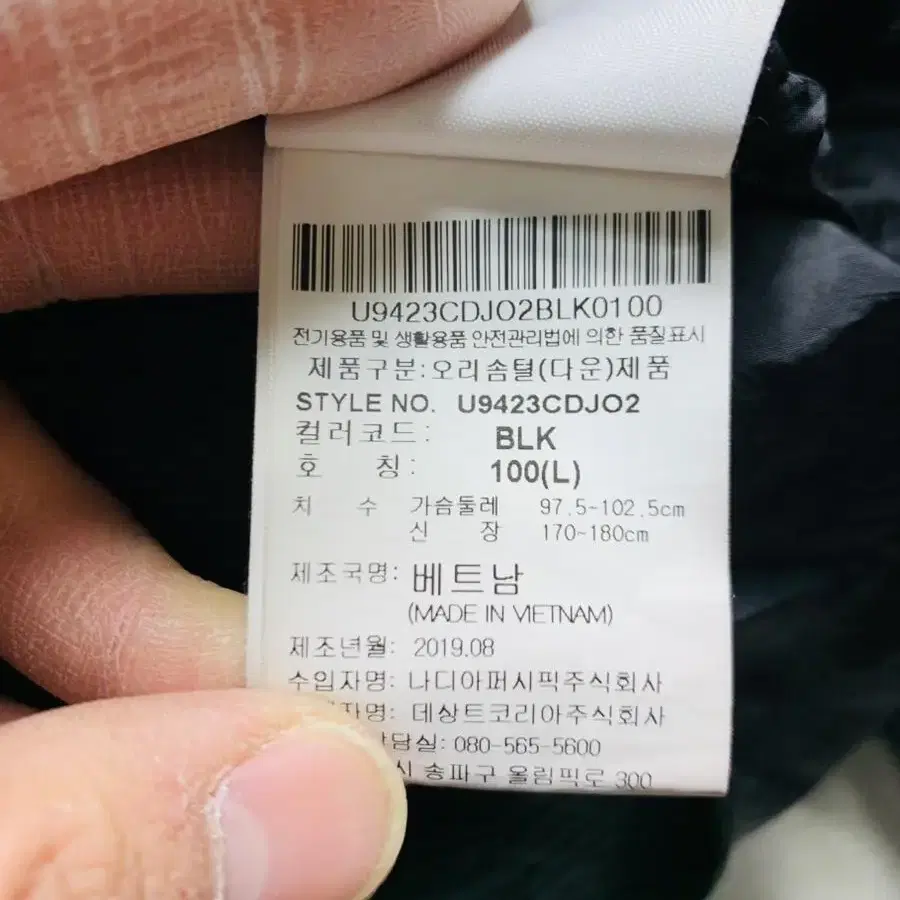 U9423CDJO2BLK0100
전기용품 및 생활용품 안전관리법에 의한 품질표시
제품구분:오리솜털(다운)제품
STYLE NO. U9423CDJO2
컬러코드: BLK
호 칭: 100(L)
치 수 가슴둘레 97.5-102.5cm
신 장 170-180cm
제조국명: 베트남
(MADE IN VIETNAM)
제조년월: 2019.08
수입자명: 나디아퍼시픽주식회사
자명: 데상트코리아주식회사
담실: 080-565-5600
시 송파구 올림픽로 300